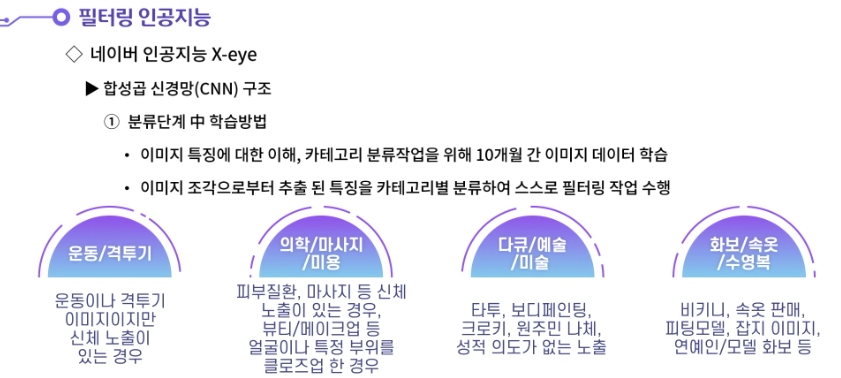 필터링 인공지능
◇ 네이버 인공지능 X-eye
▶ 합성곱 신경망(CNN) 구조
① 분류단계 中 학습방법
• 이미지 특징에 대한 이해, 카테고리 분류작업을 위해 10개월 간 이미지 데이터 학습
• 이미지 조각으로부터 추출 된 특징을 카테고리별 분류하여 스스로 필터링 작업 수행
운동/격투기
운동이나 격투기
이미지이지만
신체 노출이
있는 경우
의학/마사지
/미용
피부질환, 마사지 등 신체
노출이 있는 경우,
뷰티/메이크업 등
얼굴이나 특정 부위를
클로즈업 한 경우
다큐/예술
/미술
타투, 보디페인팅,
크로키, 원주민 나체,
성적 의도가 없는 노출
화보/속옷
/수영복
비키니, 속옷 판매,
피팅모델, 잡지 이미지,
연예인/모델 화보 등